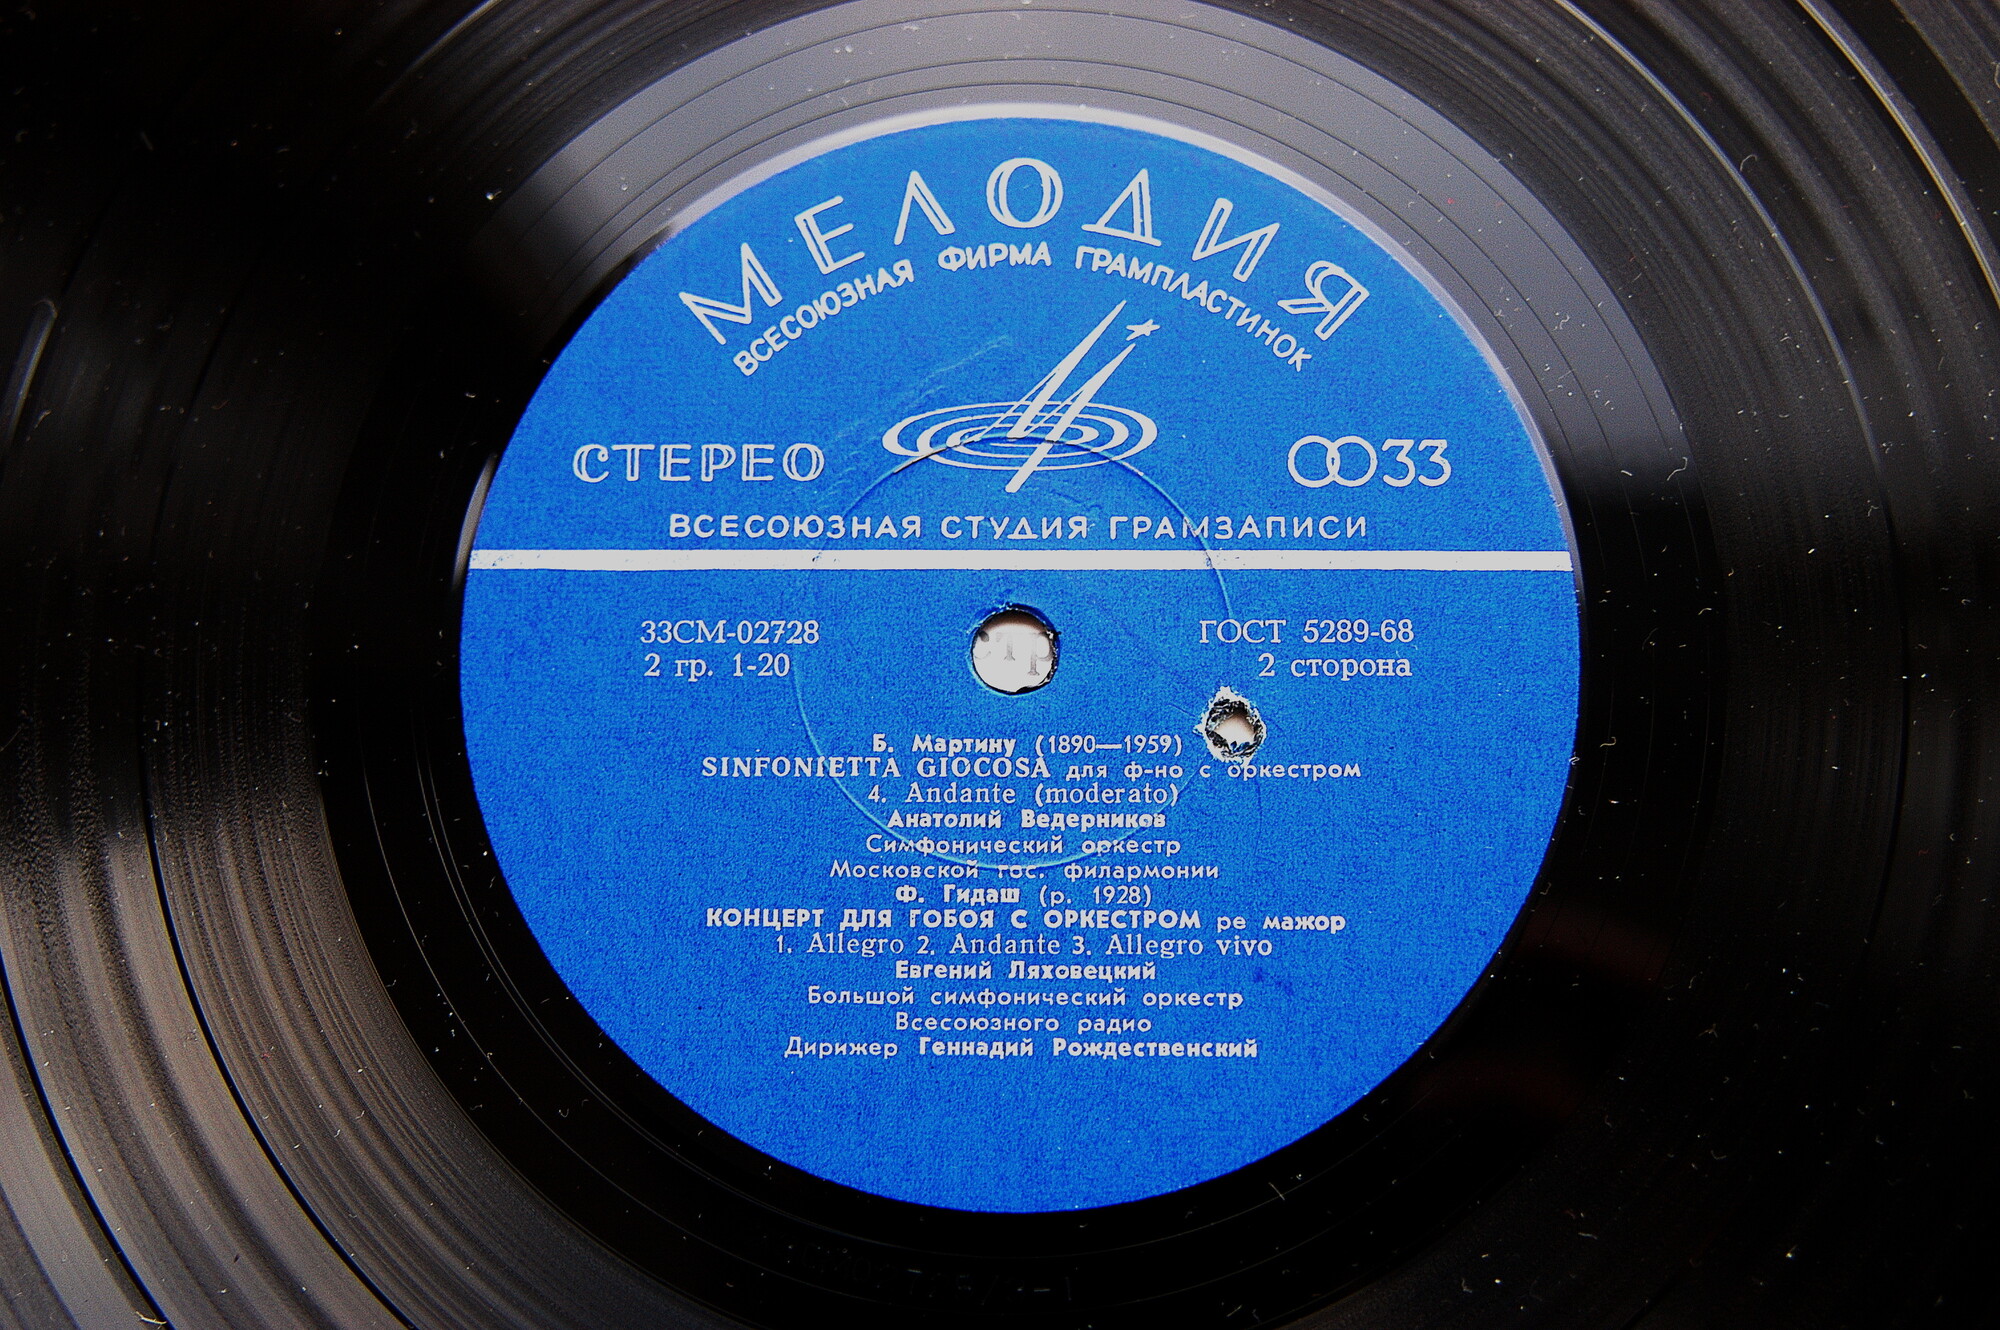 МЕЛОДИЯ
ВСЕСОЮЗНАЯ ФИРМА ГРАМПЛАСТИНОК
СТЕРЕО
33
ВСЕСОЮЗНАЯ СТУДИЯ ГРАМЗАПИСИ
33СМ-02728
ГОСТ 5289-68
2 гр. 1-20
2 сторона
стр
Б. Мартину (1890—1959)
SINFONIETTA GIOCOSA для ф-но с оркестром
4. Andante (moderato)
Анатолий Ведерников
Симфонический оркестр
Московской гос. филармонии
Ф. Гидаш (р. 1928)
КОНЦЕРТ ДЛЯ ГОБОЯ С ОРКЕСТРОМ ре мажор
1. Allegro 2. Andante 3. Allegro vivo
Евгений Ляховецкий
Большой симфонический оркестр
Всесоюзного радио
Дирижер Геннадий Рождественский